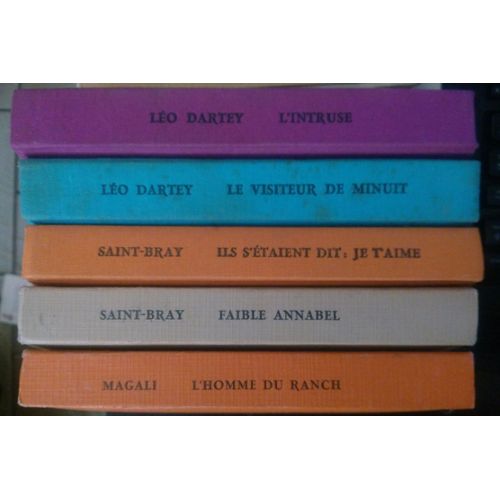 LÉO DARTEY L'INTRUSE
LÉO DARTEY LE VISITEUR DE MINUIT
SAINT-BRAY ILS S'ÉTAIENT DIT : JE T'AIME
SAINT-BRAY FAIBLE ANNABEL
MAGALI L'HOMME DU RANCH